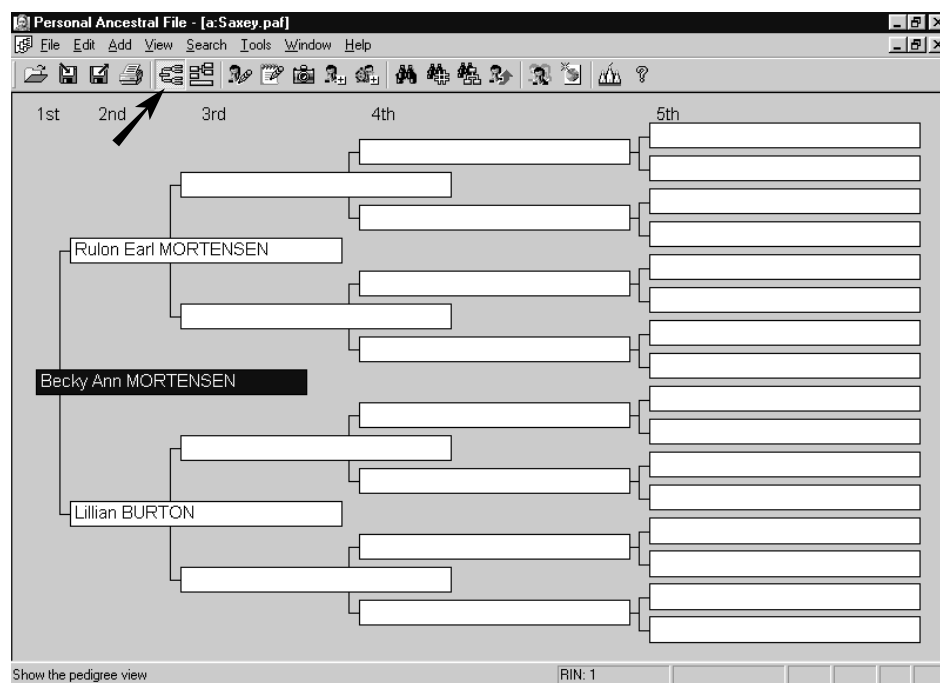 Personal Ancestral File - [a:Saxey.paf]
File Edit Add View Search Tools Window Help
1st 2nd 3rd 4th 5th
Rulon Earl MORTENSEN
Becky Ann MORTENSEN
Lillian BURTON
Show the pedigree view RIN: 1